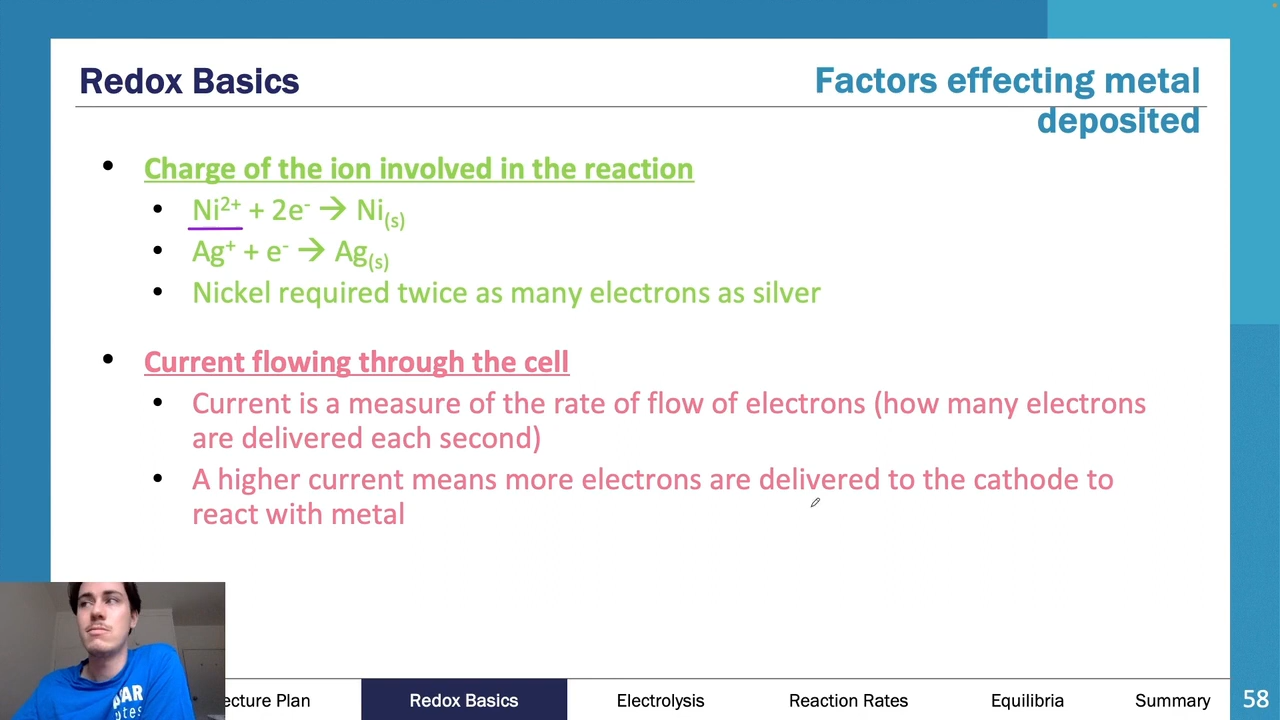 Redox Basics
Factors effecting metal
deposited
• Charge of the ion involved in the reaction
• Ni²⁺ + 2e⁻ → Ni₍ₛ₎
• Ag⁺ + e⁻ → Ag₍ₛ₎
• Nickel required twice as many electrons as silver
• Current flowing through the cell
• Current is a measure of the rate of flow of electrons (how many electrons
are delivered each second)
• A higher current means more electrons are delivered to the cathode to
react with metal
ecture Plan
Redox Basics
Electrolysis
Reaction Rates
Equilibria
Summary
58